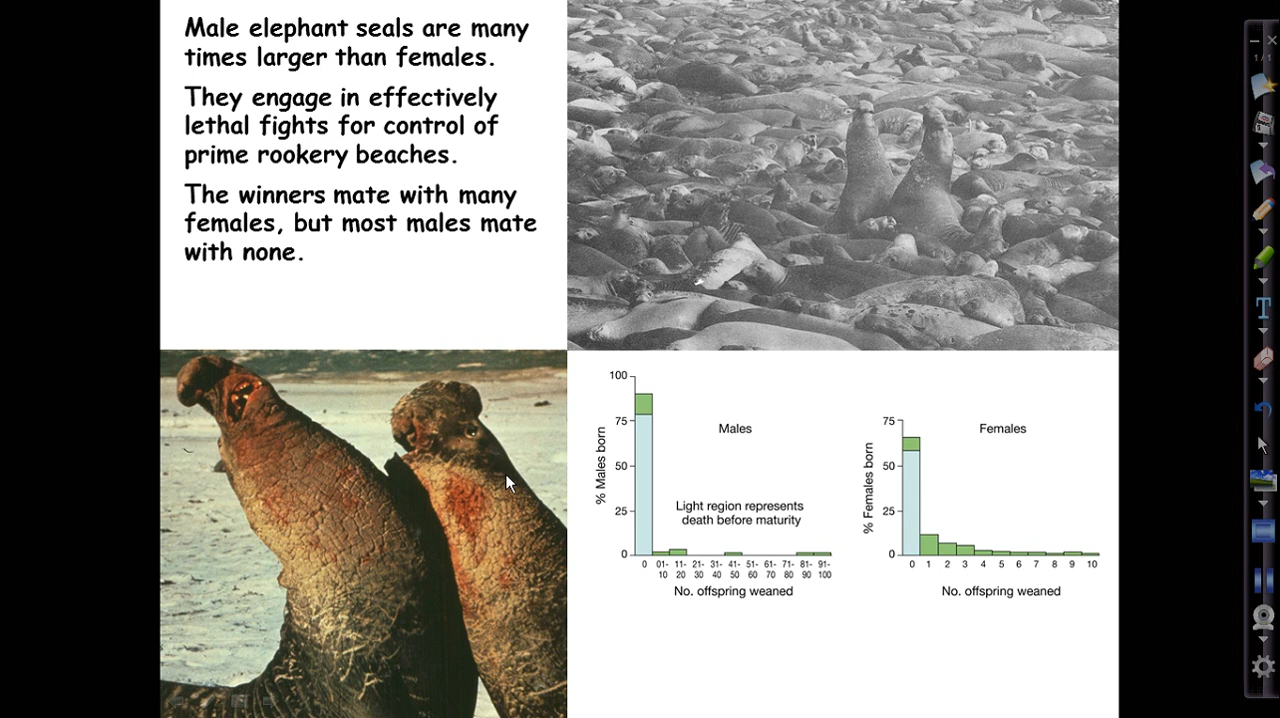 Male elephant seals are many
times larger than females.
They engage in effectively
lethal fights for control of
prime rookery beaches.
The winners mate with many
females, but most males mate
with none.
1/1
100
75
50
25
0
% Males born
Males
Light region represents
death before maturity
0 01-10 11-20 21-30 31-40 41-50 51-60 61-70 71-80 81-90 91-100
No. offspring weaned
75
50
25
0
% Females born
Females
0 1 2 3 4 5 6 7 8 9 10
No. offspring weaned
T